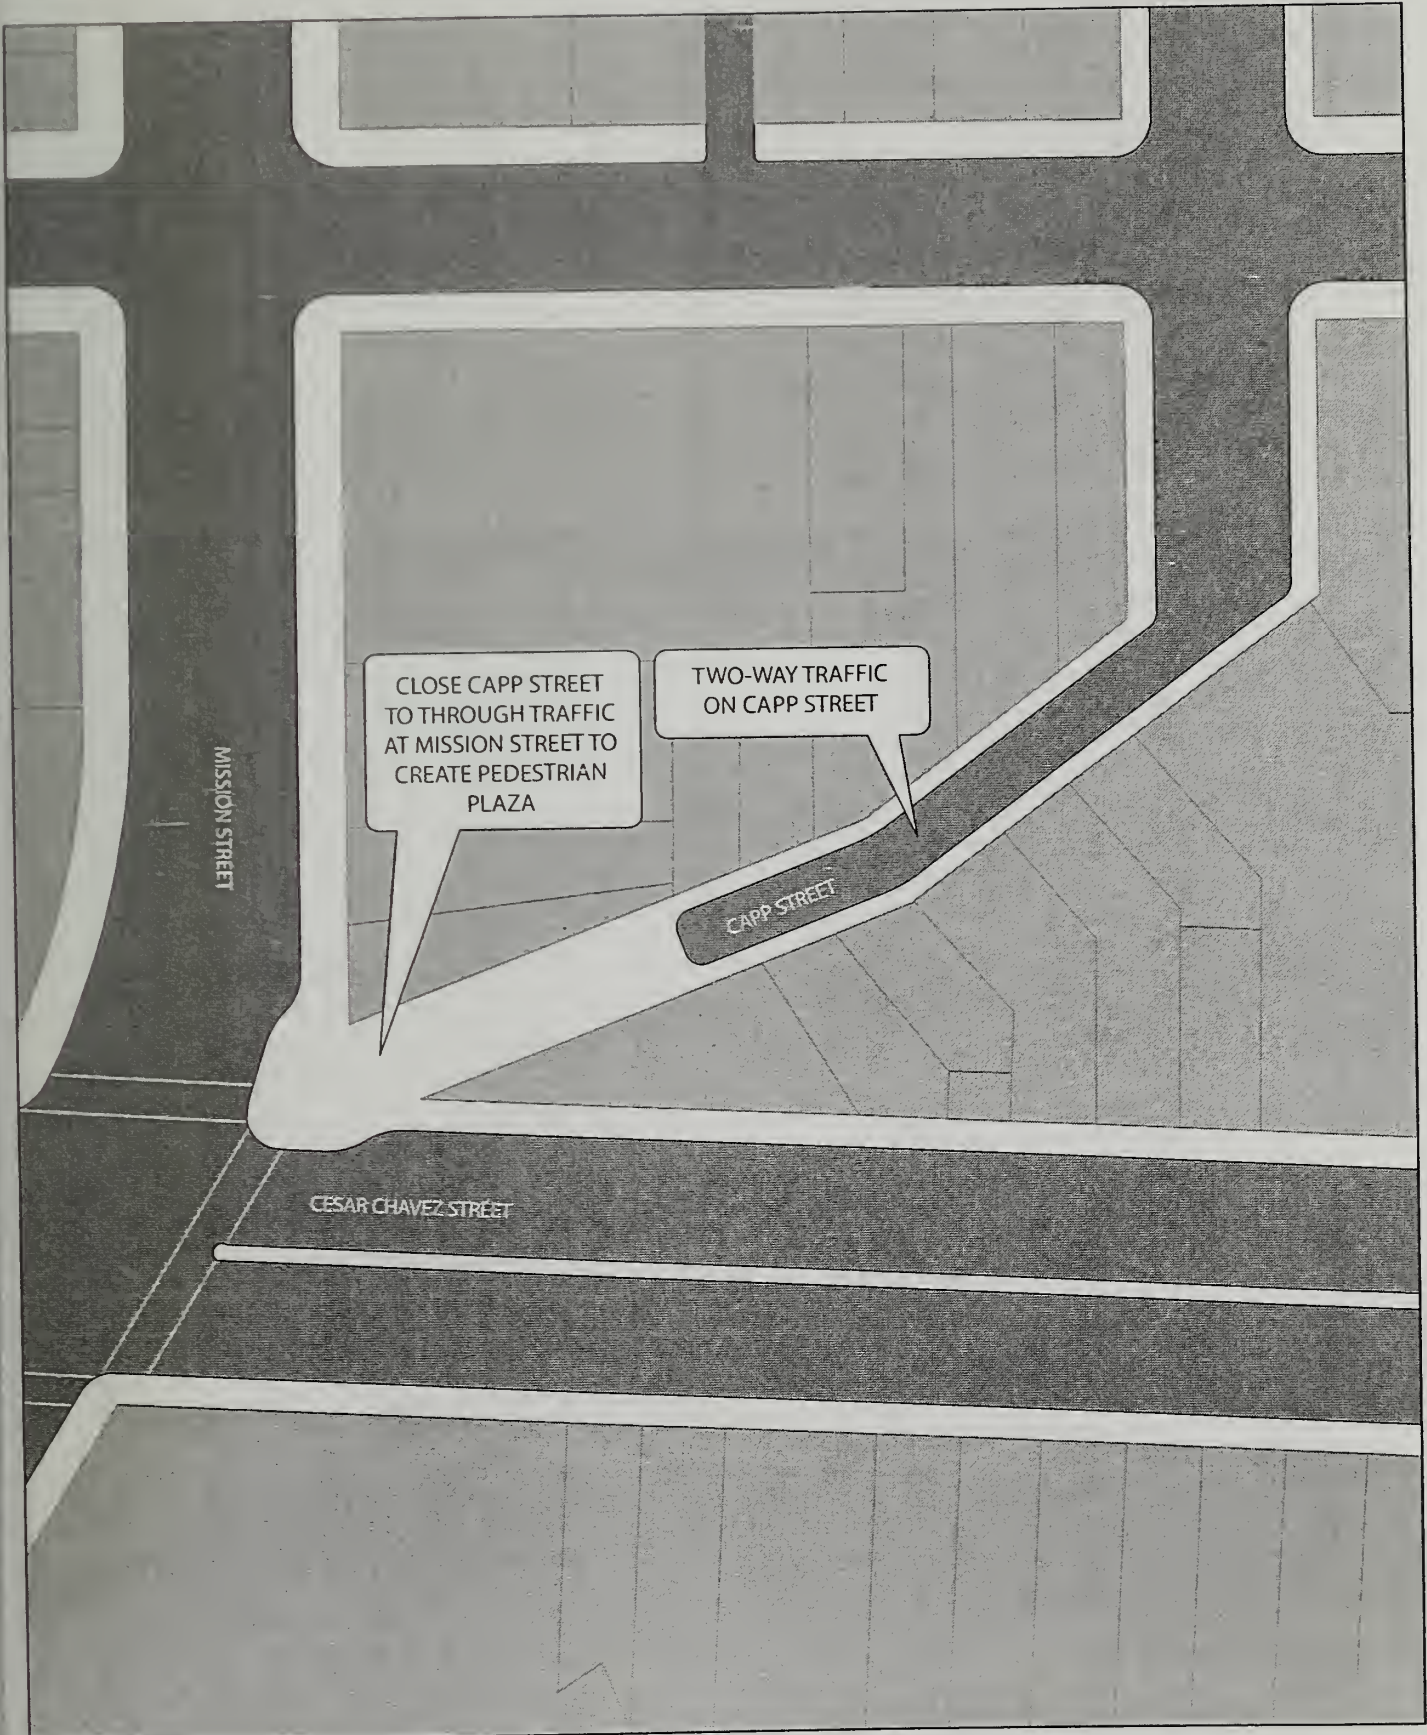 CLOSE CAPP STREET
TO THROUGH TRAFFIC
AT MISSION STREET TO
CREATE PEDESTRIAN
PLAZA
TWO-WAY TRAFFIC
ON CAPP STREET
MISSION STREET
CAPP STREET
CESAR CHAVEZ STREET